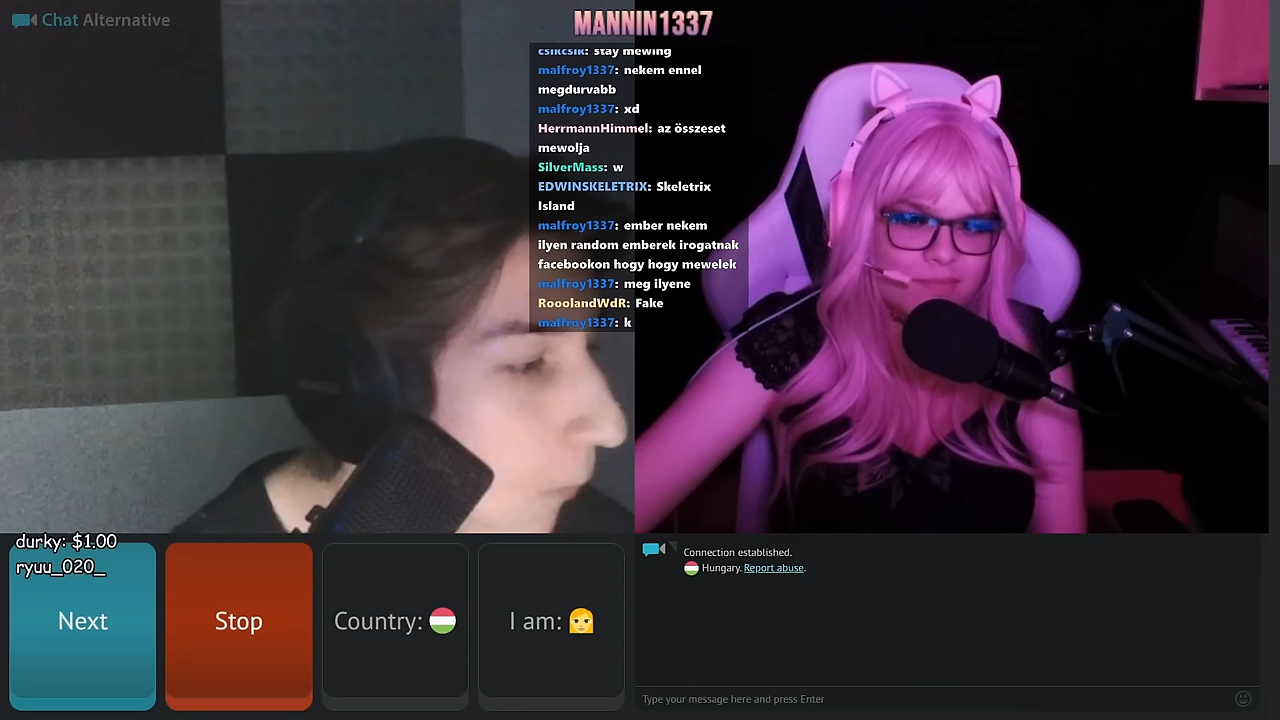 Chat Alternative
MANNIN1337
csikcsik: stay mewing
malfroy1337: nekem ennel
megdurvabb
malfroy1337: xd
HerrmannHimmel: az összeset
mewolja
SilverMass: w
EDWINSKELETRIX: Skeletrix
Island
malfroy1337: ember nekem
ilyen random emberek irogatnak
facebookon hogy hogy mewelek
malfroy1337: meg ilyene
RooolandWdR: Fake
malfroy1337: k
durky: $1.00
ryuu_020_
Next
Stop
Country:
I am:
Connection established.
Hungary. Report abuse.
Type your message here and press Enter